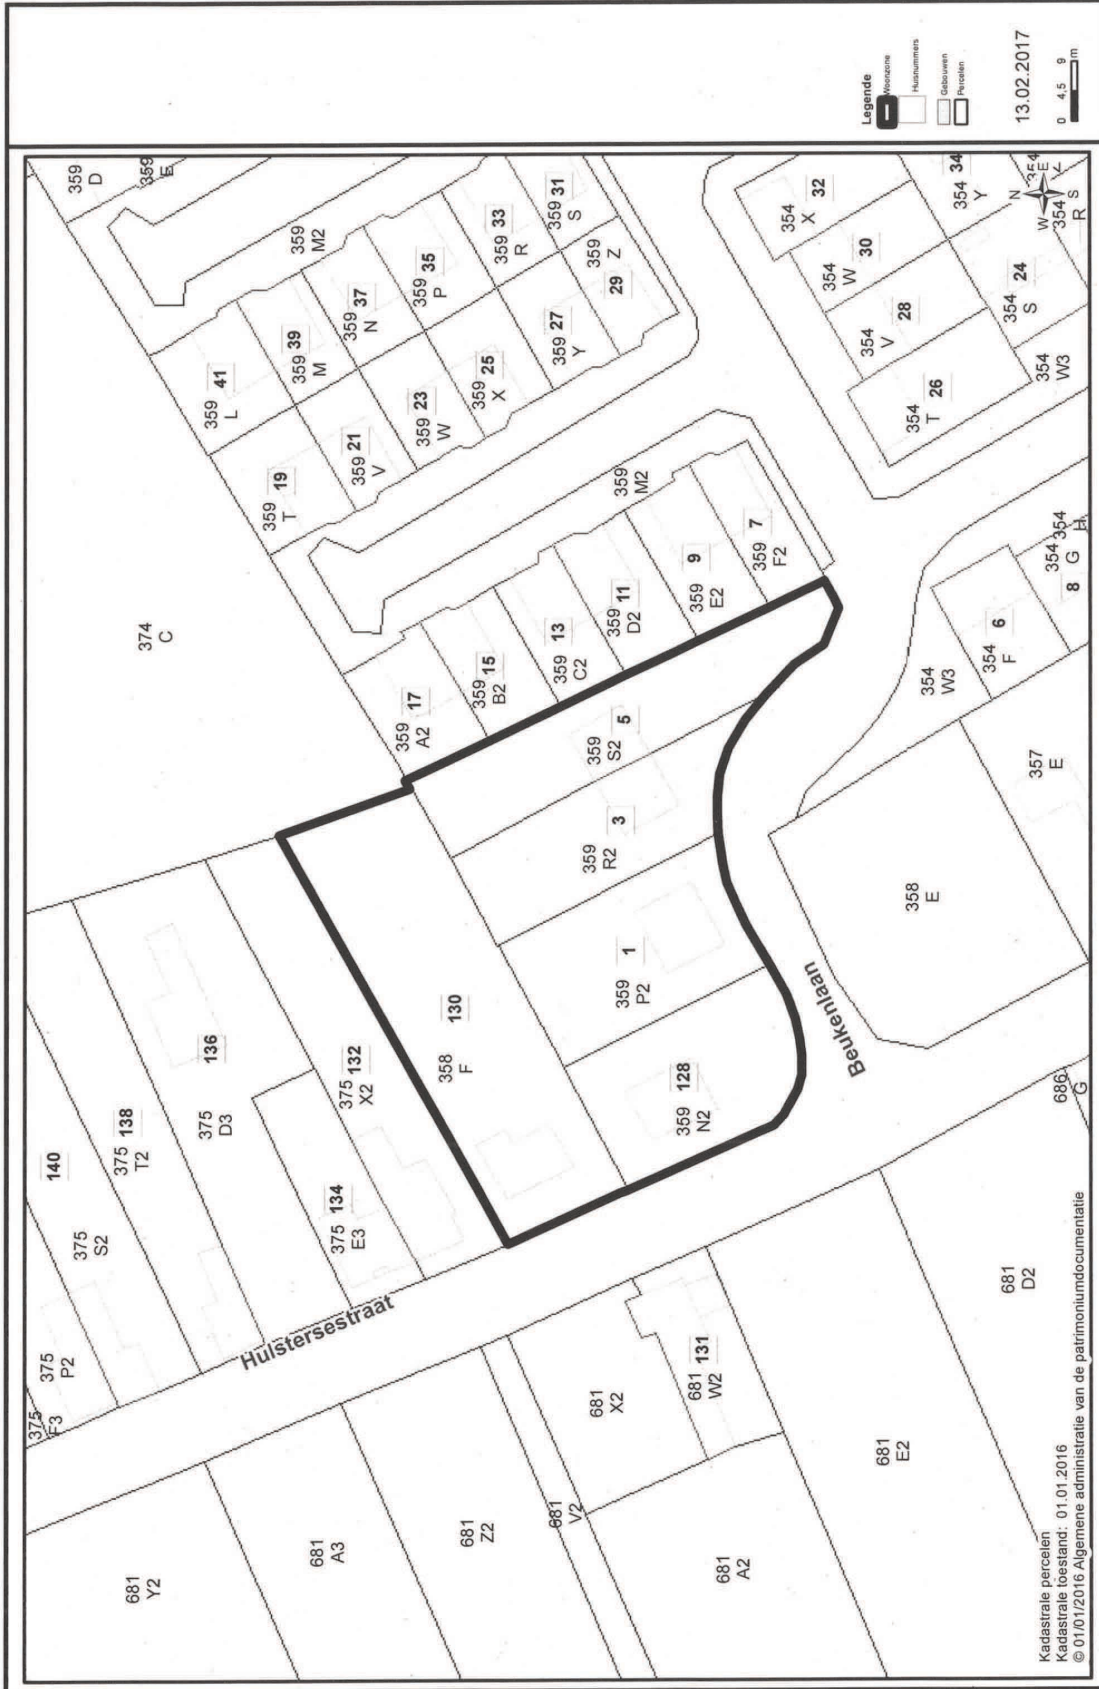 Legende
Woonzone
Huisnummers
Gebouwen
Percelen
13.02.2017
0 4,5 9
m
359
D
359
E
359
M2
359 41
L
359 39
M
359 37
N
359 35
P
359 33
R
359 31
S
359
Z
29
359 27
Y
359 25
X
359 23
W
359 21
V
359 19
T
374
C
359
M2
359 17
A2
359 15
B2
359 13
C2
359 11
D2
359 9
E2
359 7
F2
359 5
S2
359 3
R2
359 1
P2
359 128
N2
358
F
130
354 32
X
354 30
W
354 28
V
354 26
T
354 34
Y
354 24
S
354
W3
354
R
354
N
W
E
S
354
H
354
G
8
354 6
F
354
W3
357
E
358
E
Beukenlaan
140
375 138
T2
375
D3
136
375 132
X2
375 134
E3
375
S2
375
P2
375
F3
Hulstersestraat
681
Y2
681
A3
681
Z2
681
V2
681
X2
681 131
W2
681
A2
681
E2
681
D2
686
G
Kadastrale percelen
Kadastrale toestand: 01.01.2016
© 01/01/2016 Algemene administratie van de patrimoniumdocumentatie